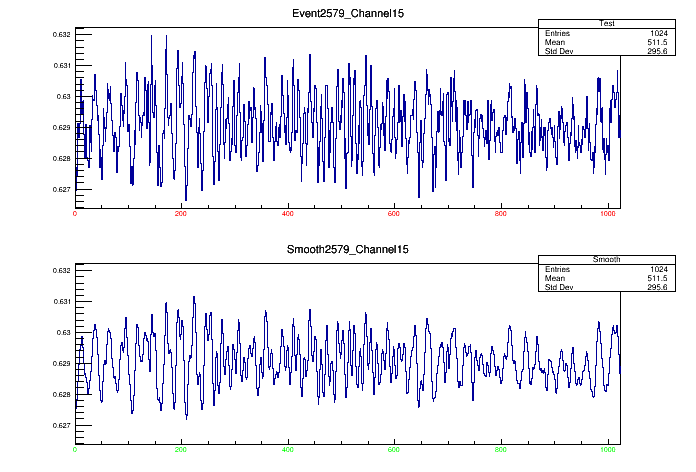 Event2579_Channel15
Test
Entries 1024
Mean 511.5
Std Dev 295.6
0.632
0.631
0.63
0.629
0.628
0.627
0 200 400 600 800 1000
Smooth2579_Channel15
Smooth
Entries 1024
Mean 511.5
Std Dev 295.6
0.632
0.631
0.63
0.629
0.628
0.627
0 200 400 600 800 1000